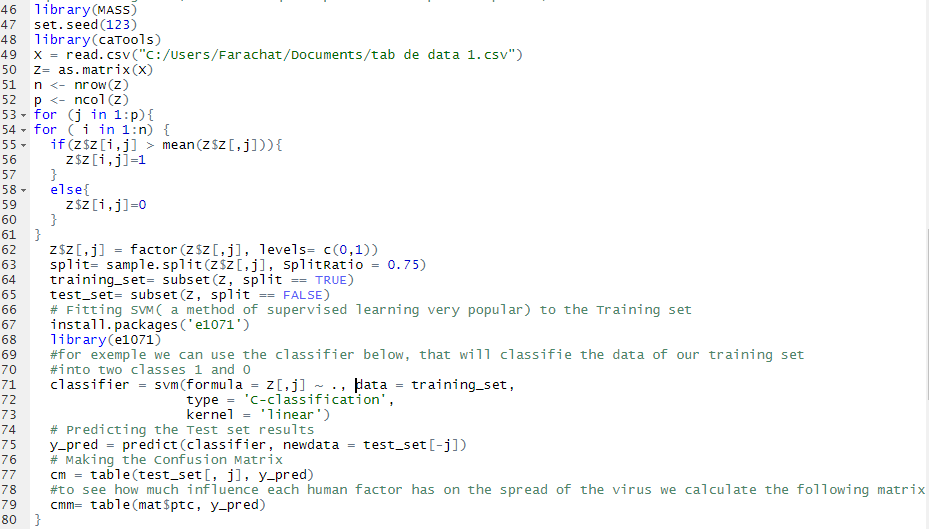 46 library(MASS)
47 set.seed(123)
48 library(caTools)
49 X = read.csv("C:/Users/Farachat/Documents/tab de data 1.csv")
50 Z= as.matrix(X)
51 n <- nrow(Z)
52 p <- ncol(Z)
53 for (j in 1:p){
54 for ( i in 1:n) {
55 if(Z$Z[i,j] > mean(Z$Z[,j])){
56 Z$Z[i,j]=1
57 }
58 else{
59 Z$Z[i,j]=0
60 }
61 }
62 Z$Z[,j] = factor(Z$Z[,j], levels= c(0,1))
63 split= sample.split(Z$Z[,j], SplitRatio = 0.75)
64 training_set= subset(Z, split == TRUE)
65 test_set= subset(Z, split == FALSE)
66 # Fitting SVM( a method of supervised learning very popular) to the Training set
67 install.packages('e1071')
68 library(e1071)
69 #for exemple we can use the classifier below, that will classifie the data of our training set
70 #into two classes 1 and 0
71 classifier = svm(formula = Z[,j] ~ ., data = training_set,
72 type = 'C-classification',
73 kernel = 'linear')
74 # Predicting the Test set results
75 y_pred = predict(classifier, newdata = test_set[-j])
76 # Making the Confusion Matrix
77 cm = table(test_set[, j], y_pred)
78 #to see how much influence each human factor has on the spread of the virus we calculate the following matrix
79 cmm= table(mat$ptc, y_pred)
80 }